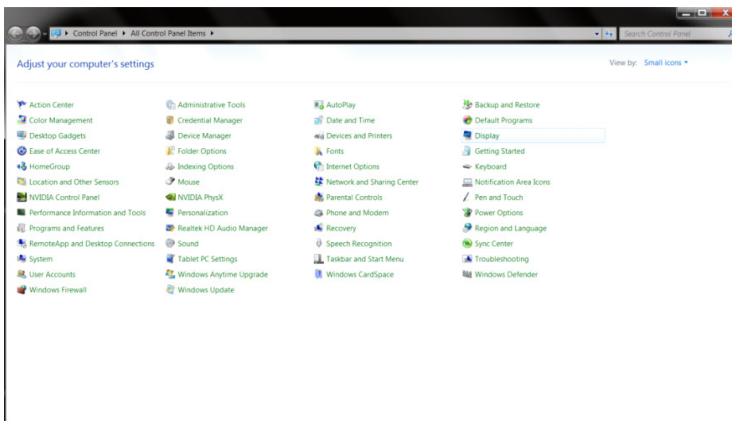 Control Panel All Control Panel Items Search Control Panel
Adjust your computer's settings View by: Small icons
Action Center Administrative Tools AutoPlay Backup and Restore
Color Management Credential Manager Date and Time Default Programs
Desktop Gadgets Device Manager Devices and Printers Display
Ease of Access Center Folder Options Fonts Getting Started
HomeGroup Indexing Options Internet Options Keyboard
Location and Other Sensors Mouse Network and Sharing Center Notification Area Icons
NVIDIA Control Panel NVIDIA PhysX Parental Controls Pen and Touch
Performance Information and Tools Personalization Phone and Modem Power Options
Programs and Features Realtek HD Audio Manager Recovery Region and Language
RemoteApp and Desktop Connections Sound Speech Recognition Sync Center
System Tablet PC Settings Taskbar and Start Menu Troubleshooting
User Accounts Windows Anytime Upgrade Windows CardSpace Windows Defender
Windows Firewall Windows Update